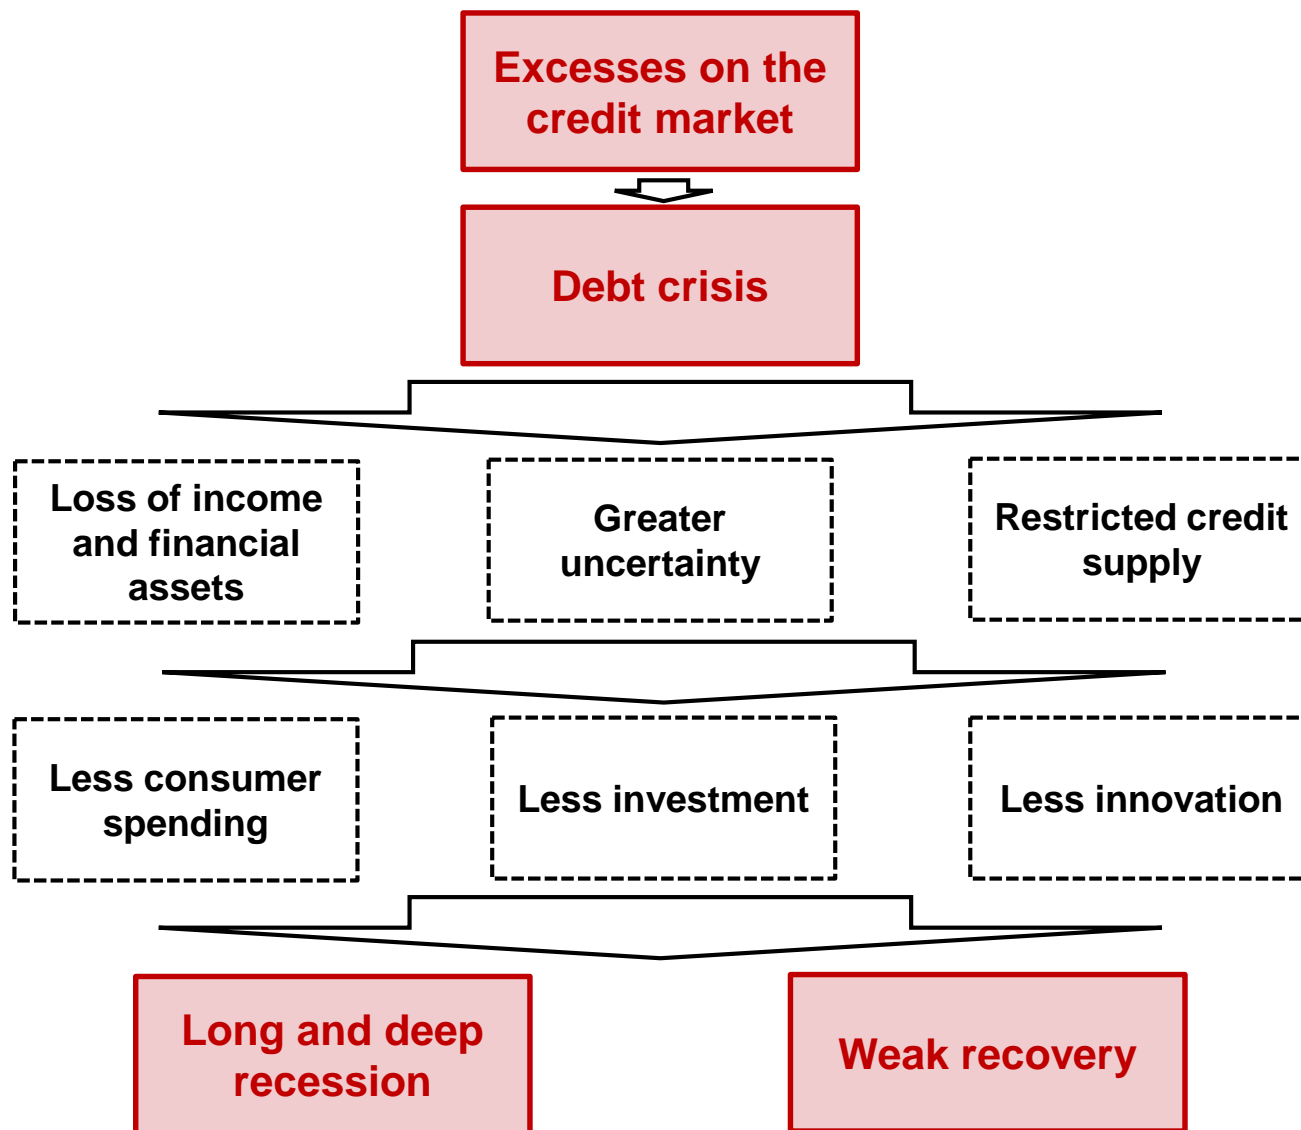 Excesses on the
credit market
Debt crisis
Loss of income
and financial
assets
Greater
uncertainty
Restricted credit
supply
Less consumer
spending
Less investment
Less innovation
Long and deep
recession
Weak recovery